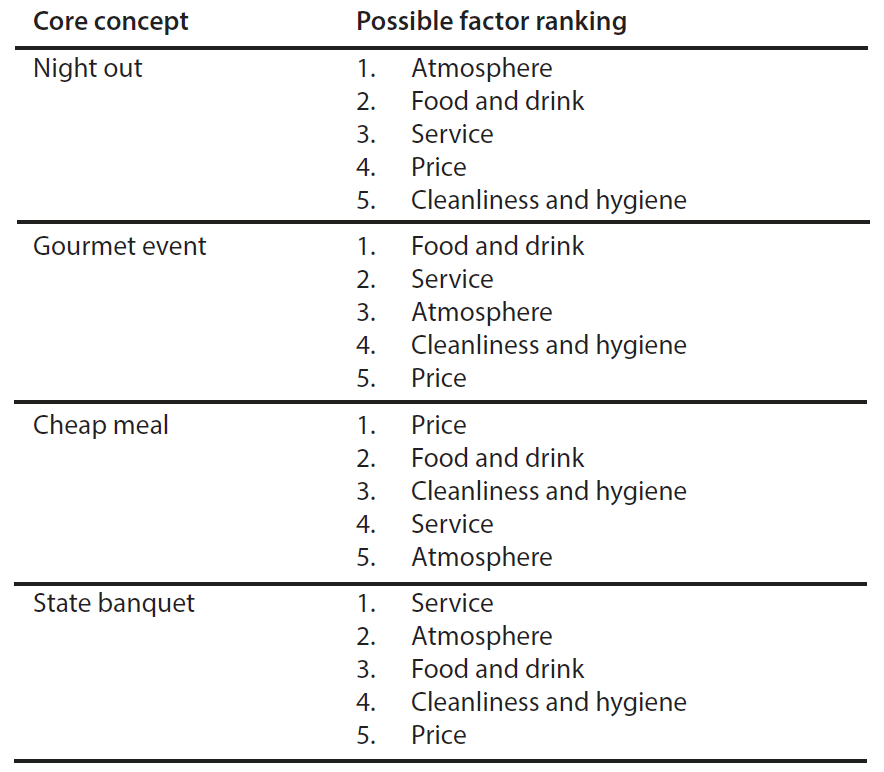 Core concept Possible factor ranking
Night out 1. Atmosphere
2. Food and drink
3. Service
4. Price
5. Cleanliness and hygiene
Gourmet event 1. Food and drink
2. Service
3. Atmosphere
4. Cleanliness and hygiene
5. Price
Cheap meal 1. Price
2. Food and drink
3. Cleanliness and hygiene
4. Service
5. Atmosphere
State banquet 1. Service
2. Atmosphere
3. Food and drink
4. Cleanliness and hygiene
5. Price